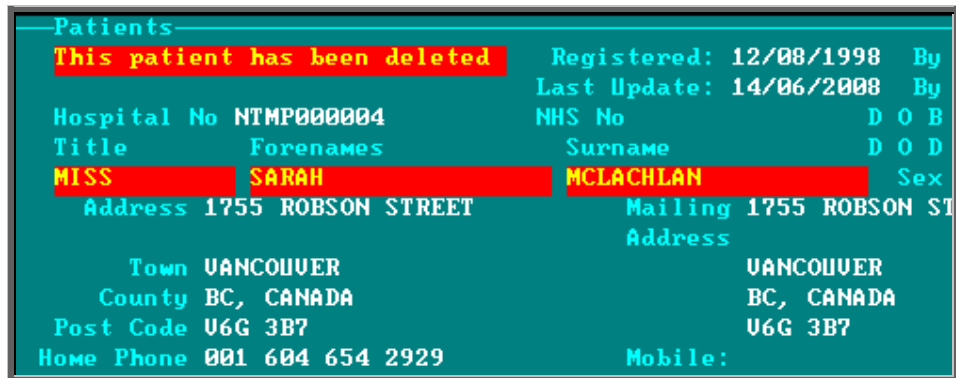 Patients
This patient has been deleted Registered: 12/08/1998 By
Last Update: 14/06/2008 By
Hospital No NTMP000004 NHS No D O B
Title Forenames Surname D O D
MISS SARAH MCLACHLAN Sex
Address 1755 ROBSON STREET Mailing 1755 ROBSON ST
Address
Town VANCOUVER VANCOUVER
County BC, CANADA BC, CANADA
Post Code V6G 3B7 V6G 3B7
Home Phone 001 604 654 2929 Mobile: